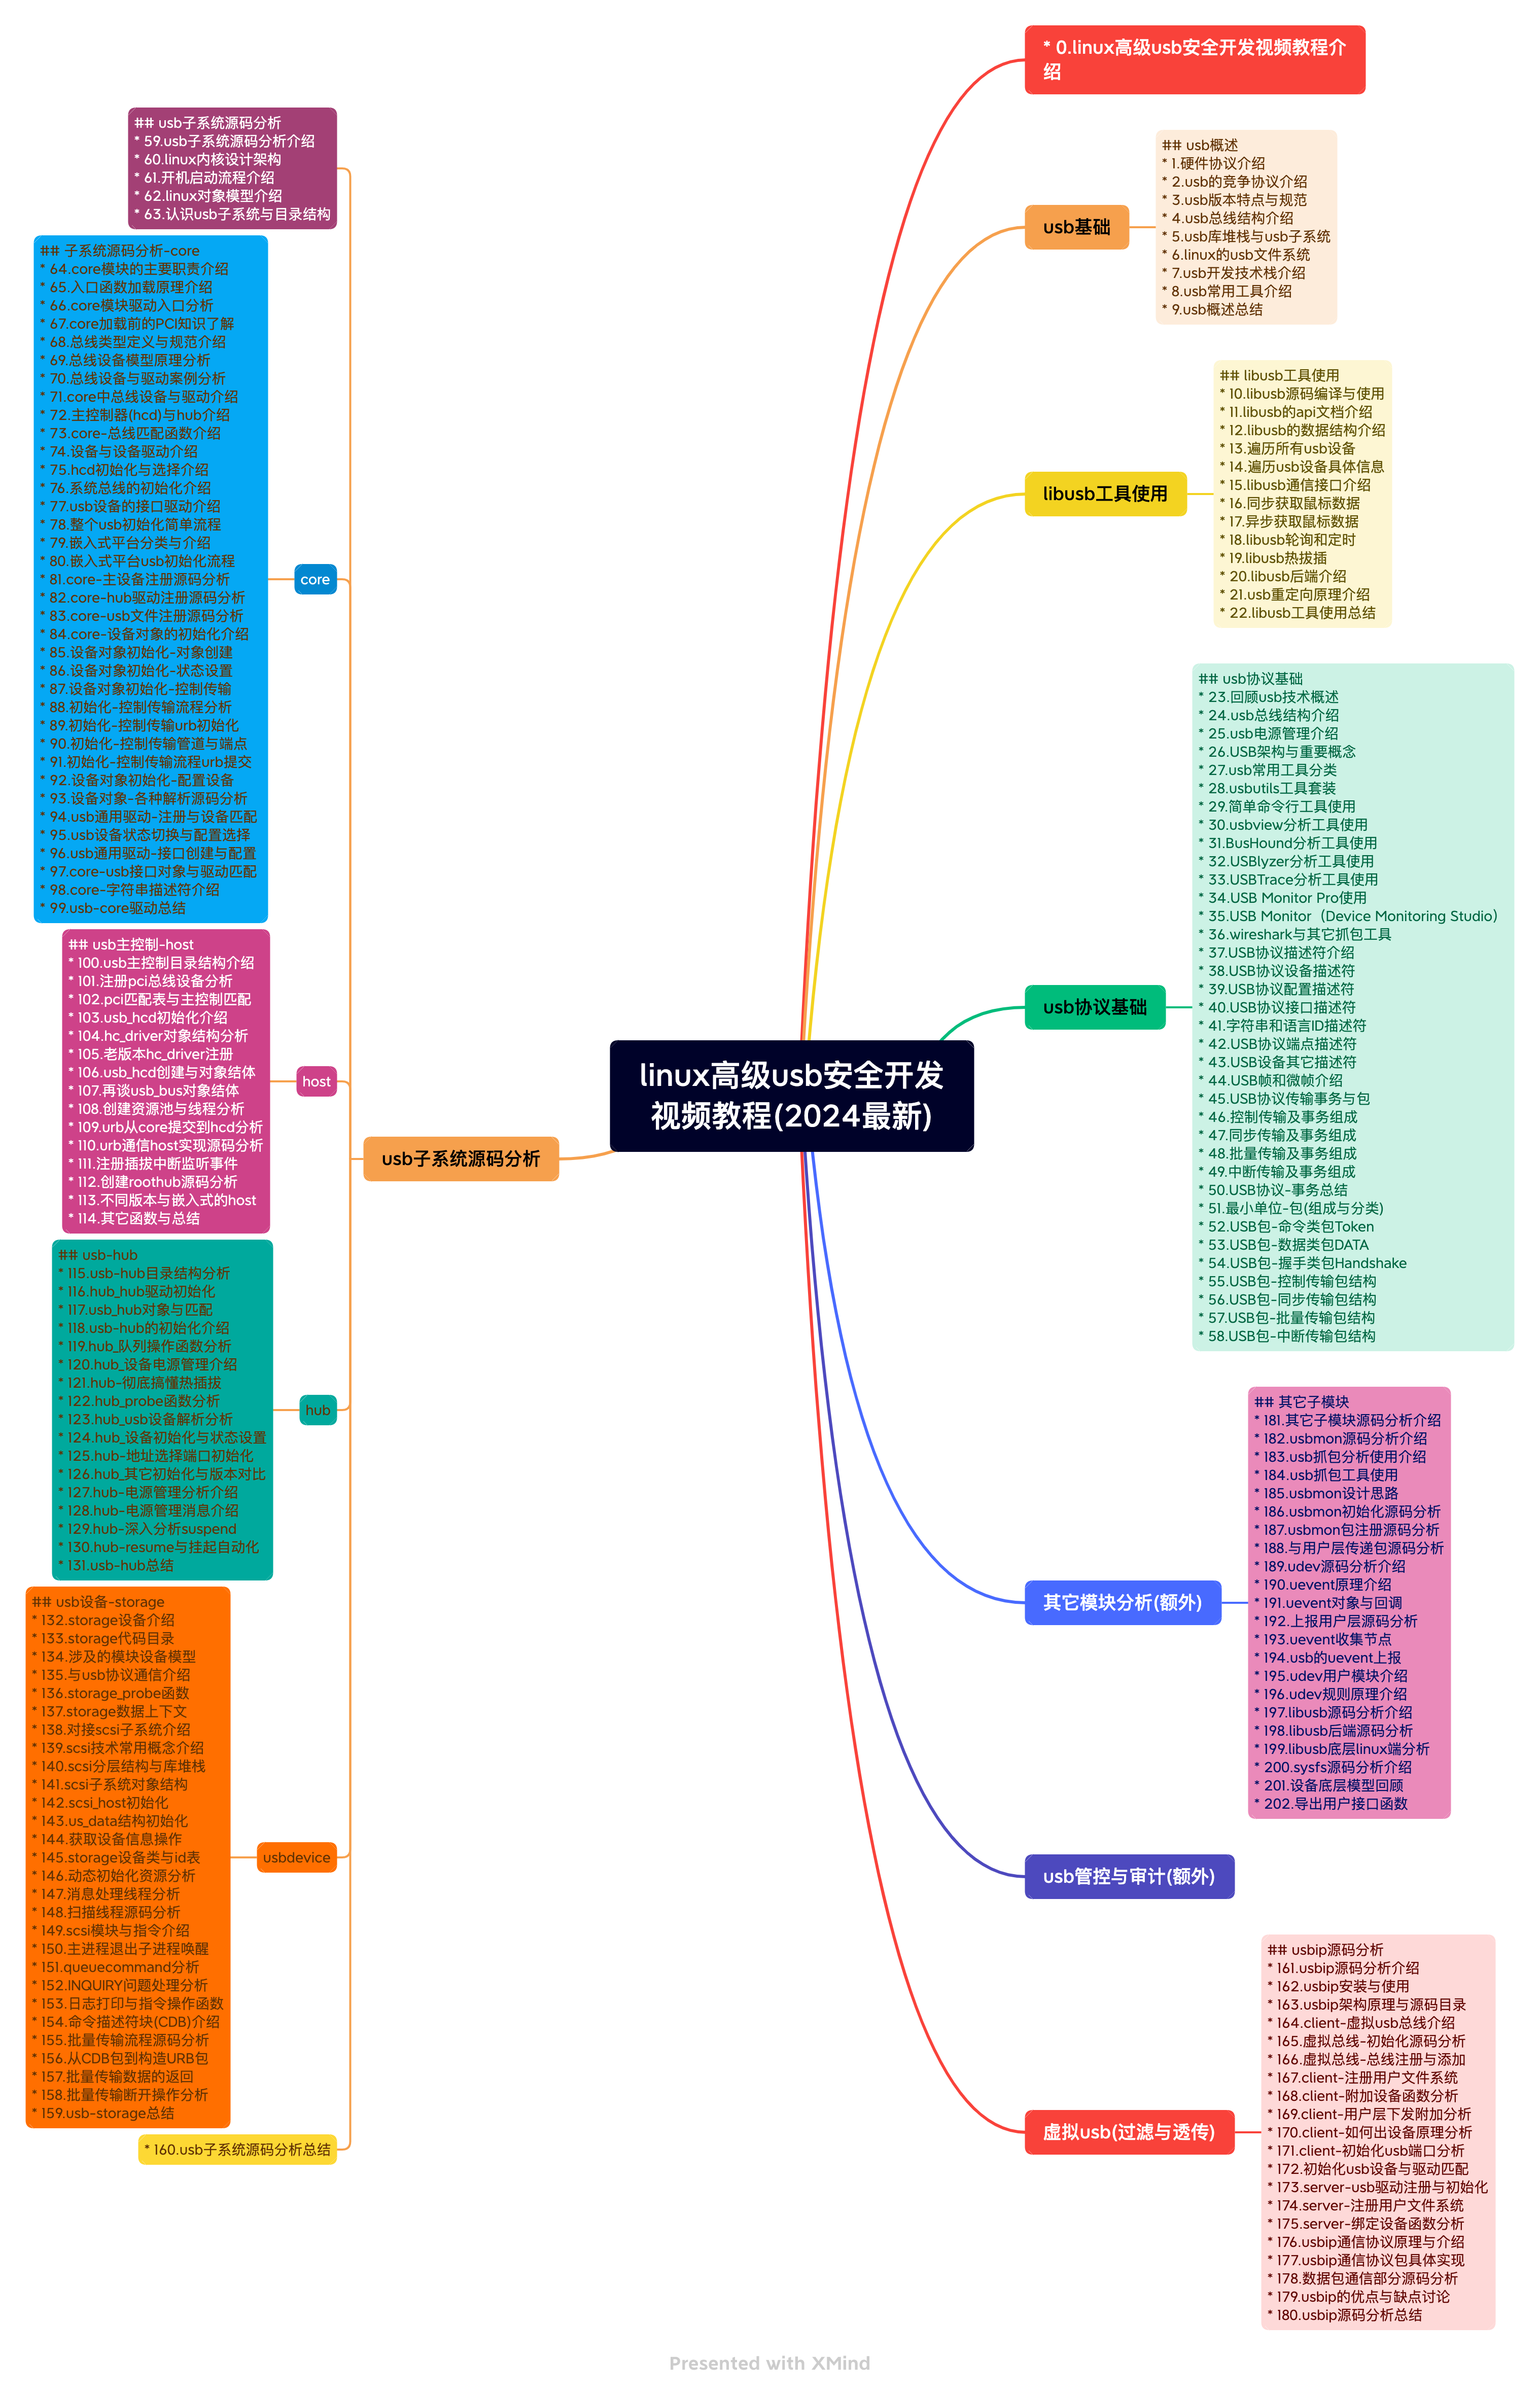 linux高级usb安全开发
视频教程(2024最新)
* 0.linux高级usb安全开发视频教程介
绍
usb基础
## usb概述
* 1.硬件协议介绍
* 2.usb的竞争协议介绍
* 3.usb版本特点与规范
* 4.usb总线结构介绍
* 5.usb库堆栈与usb子系统
* 6.linux的usb文件系统
* 7.usb开发技术栈介绍
* 8.usb常用工具介绍
* 9.usb概述总结
libusb工具使用
## libusb工具使用
* 10.libusb源码编译与使用
* 11.libusb的api文档介绍
* 12.libusb的数据结构介绍
* 13.遍历所有usb设备
* 14.遍历usb设备具体信息
* 15.libusb通信接口介绍
* 16.同步获取鼠标数据
* 17.异步获取鼠标数据
* 18.libusb轮询和定时
* 19.libusb热拔插
* 20.libusb后端介绍
* 21.usb重定向原理介绍
* 22.libusb工具使用总结
usb协议基础
## usb协议基础
* 23.回顾usb技术概述
* 24.usb总线结构介绍
* 25.usb电源管理介绍
* 26.USB架构与重要概念
* 27.usb常用工具分类
* 28.usbutils工具套装
* 29.简单命令行工具使用
* 30.usbview分析工具使用
* 31.BusHound分析工具使用
* 32.USBlyzer分析工具使用
* 33.USBTrace分析工具使用
* 34.USB Monitor Pro使用
* 35.USB Monitor（Device Monitoring Studio）
* 36.wireshark与其它抓包工具
* 37.USB协议描述符介绍
* 38.USB协议设备描述符
* 39.USB协议配置描述符
* 40.USB协议接口描述符
* 41.字符串和语言ID描述符
* 42.USB协议端点描述符
* 43.USB设备其它描述符
* 44.USB帧和微帧介绍
* 45.USB协议传输事务与包
* 46.控制传输及事务组成
* 47.同步传输及事务组成
* 48.批量传输及事务组成
* 49.中断传输及事务组成
* 50.USB协议-事务总结
* 51.最小单位-包(组成与分类)
* 52.USB包-命令类包Token
* 53.USB包-数据类包DATA
* 54.USB包-握手类包Handshake
* 55.USB包-控制传输包结构
* 56.USB包-同步传输包结构
* 57.USB包-批量传输包结构
* 58.USB包-中断传输包结构
其它模块分析(额外)
## 其它子模块
* 181.其它子模块源码分析介绍
* 182.usbmon源码分析介绍
* 183.usb抓包分析使用介绍
* 184.usb抓包工具使用
* 185.usbmon设计思路
* 186.usbmon初始化源码分析
* 187.usbmon包注册源码分析
* 188.与用户层传递包源码分析
* 189.udev源码分析介绍
* 190.uevent原理介绍
* 191.uevent对象与回调
* 192.上报用户层源码分析
* 193.uevent收集节点
* 194.usb的uevent上报
* 195.udev用户模块介绍
* 196.udev规则原理介绍
* 197.libusb源码分析介绍
* 198.libusb后端源码分析
* 199.libusb底层linux端分析
* 200.sysfs源码分析介绍
* 201.设备底层模型回顾
* 202.导出用户接口函数
usb管控与审计(额外)
虚拟usb(过滤与透传)
## usbip源码分析
* 161.usbip源码分析介绍
* 162.usbip安装与使用
* 163.usbip架构原理与源码目录
* 164.client-虚拟usb总线介绍
* 165.虚拟总线-初始化源码分析
* 166.虚拟总线-总线注册与添加
* 167.client-注册用户文件系统
* 168.client-附加设备函数分析
* 169.client-用户层下发附加分析
* 170.client-如何出设备原理分析
* 171.client-初始化usb端口分析
* 172.初始化usb设备与驱动匹配
* 173.server-usb驱动注册与初始化
* 174.server-注册用户文件系统
* 175.server-绑定设备函数分析
* 176.usbip通信协议原理与介绍
* 177.usbip通信协议包具体实现
* 178.数据包通信部分源码分析
* 179.usbip的优点与缺点讨论
* 180.usbip源码分析总结
usb子系统源码分析
## usb子系统源码分析
* 59.usb子系统源码分析介绍
* 60.linux内核设计架构
* 61.开机启动流程介绍
* 62.linux对象模型介绍
* 63.认识usb子系统与目录结构
core
## 子系统源码分析-core
* 64.core模块的主要职责介绍
* 65.入口函数加载原理介绍
* 66.core模块驱动入口分析
* 67.core加载前的PCI知识了解
* 68.总线类型定义与规范介绍
* 69.总线设备模型原理分析
* 70.总线设备与驱动案例分析
* 71.core中总线设备与驱动介绍
* 72.主控制器(hcd)与hub介绍
* 73.core-总线匹配函数介绍
* 74.设备与设备驱动介绍
* 75.hcd初始化与选择介绍
* 76.系统总线的初始化介绍
* 77.usb设备的接口驱动介绍
* 78.整个usb初始化简单流程
* 79.嵌入式平台分类与介绍
* 80.嵌入式平台usb初始化流程
* 81.core-主设备注册源码分析
* 82.core-hub驱动注册源码分析
* 83.core-usb文件注册源码分析
* 84.core-设备对象的初始化介绍
* 85.设备对象初始化-对象创建
* 86.设备对象初始化-状态设置
* 87.设备对象初始化-控制传输
* 88.初始化-控制传输流程分析
* 89.初始化-控制传输urb初始化
* 90.初始化-控制传输管道与端点
* 91.初始化-控制传输流程urb提交
* 92.设备对象初始化-配置设备
* 93.设备对象-各种解析源码分析
* 94.usb通用驱动-注册与设备匹配
* 95.usb设备状态切换与配置选择
* 96.usb通用驱动-接口创建与配置
* 97.core-usb接口对象与驱动匹配
* 98.core-字符串描述符介绍
* 99.usb-core驱动总结
host
## usb主控制-host
* 100.usb主控制目录结构介绍
* 101.注册pci总线设备分析
* 102.pci匹配表与主控制匹配
* 103.usb_hcd初始化介绍
* 104.hc_driver对象结构分析
* 105.老版本hc_driver注册
* 106.usb_hcd创建与对象结体
* 107.再谈usb_bus对象结体
* 108.创建资源池与线程分析
* 109.urb从core提交到hcd分析
* 110.urb通信host实现源码分析
* 111.注册插拔中断监听事件
* 112.创建roothub源码分析
* 113.不同版本与嵌入式的host
* 114.其它函数与总结
hub
## usb-hub
* 115.usb-hub目录结构分析
* 116.hub_hub驱动初始化
* 117.usb_hub对象与匹配
* 118.usb-hub的初始化介绍
* 119.hub_队列操作函数分析
* 120.hub_设备电源管理介绍
* 121.hub-彻底搞懂热插拔
* 122.hub_probe函数分析
* 123.hub_usb设备解析分析
* 124.hub_设备初始化与状态设置
* 125.hub-地址选择端口初始化
* 126.hub_其它初始化与版本对比
* 127.hub-电源管理分析介绍
* 128.hub-电源管理消息介绍
* 129.hub-深入分析suspend
* 130.hub-resume与挂起自动化
* 131.usb-hub总结
usbdevice
## usb设备-storage
* 132.storage设备介绍
* 133.storage代码目录
* 134.涉及的模块设备模型
* 135.与usb协议通信介绍
* 136.storage_probe函数
* 137.storage数据上下文
* 138.对接scsi子系统介绍
* 139.scsi技术常用概念介绍
* 140.scsi分层结构与库堆栈
* 141.scsi子系统对象结构
* 142.scsi_host初始化
* 143.us_data结构初始化
* 144.获取设备信息操作
* 145.storage设备类与id表
* 146.动态初始化资源分析
* 147.消息处理线程分析
* 148.扫描线程源码分析
* 149.scsi模块与指令介绍
* 150.主进程退出子进程唤醒
* 151.queuecommand分析
* 152.INQUIRY问题处理分析
* 153.日志打印与指令操作函数
* 154.命令描述符块(CDB)介绍
* 155.批量传输流程源码分析
* 156.从CDB包到构造URB包
* 157.批量传输数据的返回
* 158.批量传输断开操作分析
* 159.usb-storage总结
* 160.usb子系统源码分析总结
Presented with XMind